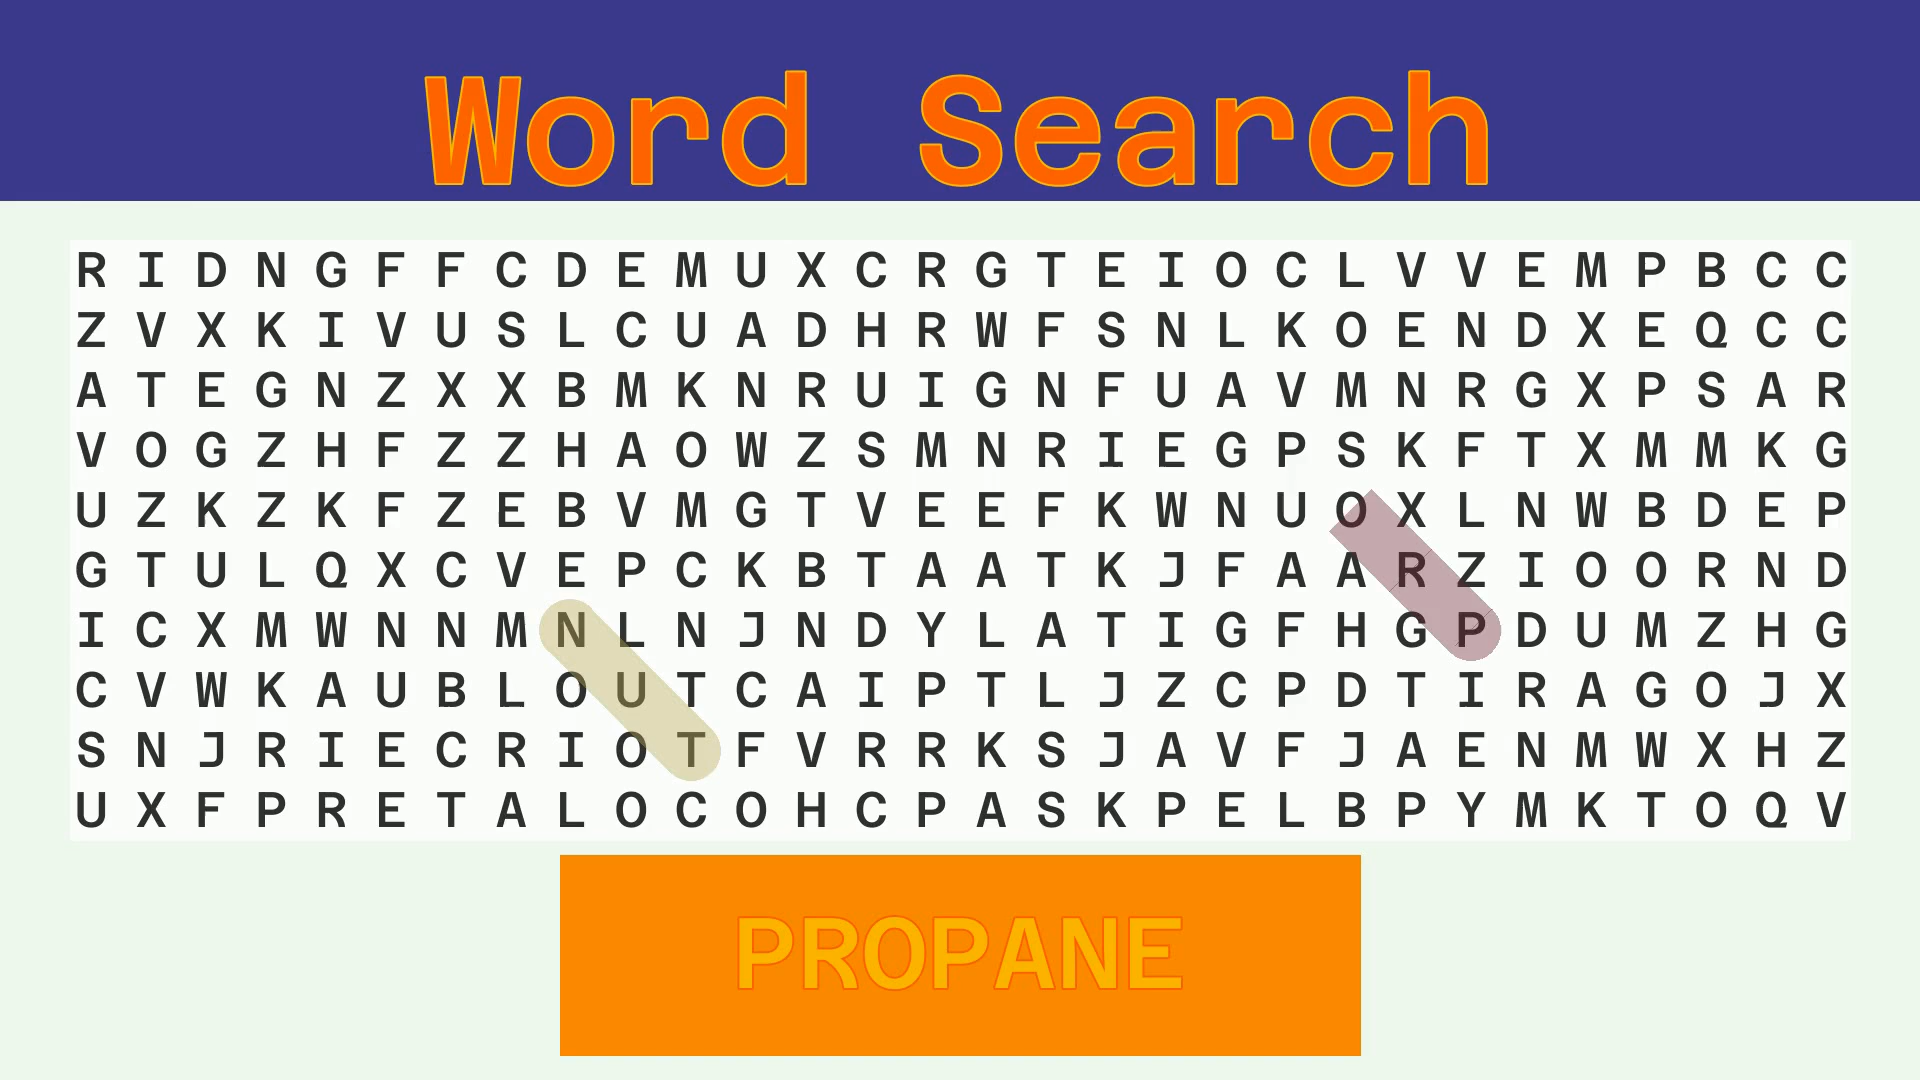 Word Search
R I D N G F F C D E M U X C R G T E I O C L V V E M P B C C
Z V X K I V U S L C U A D H R W F S N L K O E N D X E Q C C
A T E G N Z X X B M K N R U I G N F U A V M N R G X P S A R
V O G Z H F Z Z H A O W Z S M N R I E G P S K F T X M M K G
U Z K Z K F Z E B V M G T V E E F K W N U O X L N W B D E P
G T U L Q X C V E P C K B T A A T K J F A A R Z I O O R N D
I C X M W N N M N L N J N D Y L A T I G F H G P D U M Z H G
C V W K A U B L O U T C A I P T L J Z C P D T I R A G O J X
S N J R I E C R I O T F V R R K S J A V F J A E N M W X H Z
U X F P R E T A L O C O H C P A S K P E L B P Y M K T O Q V
PROPANE